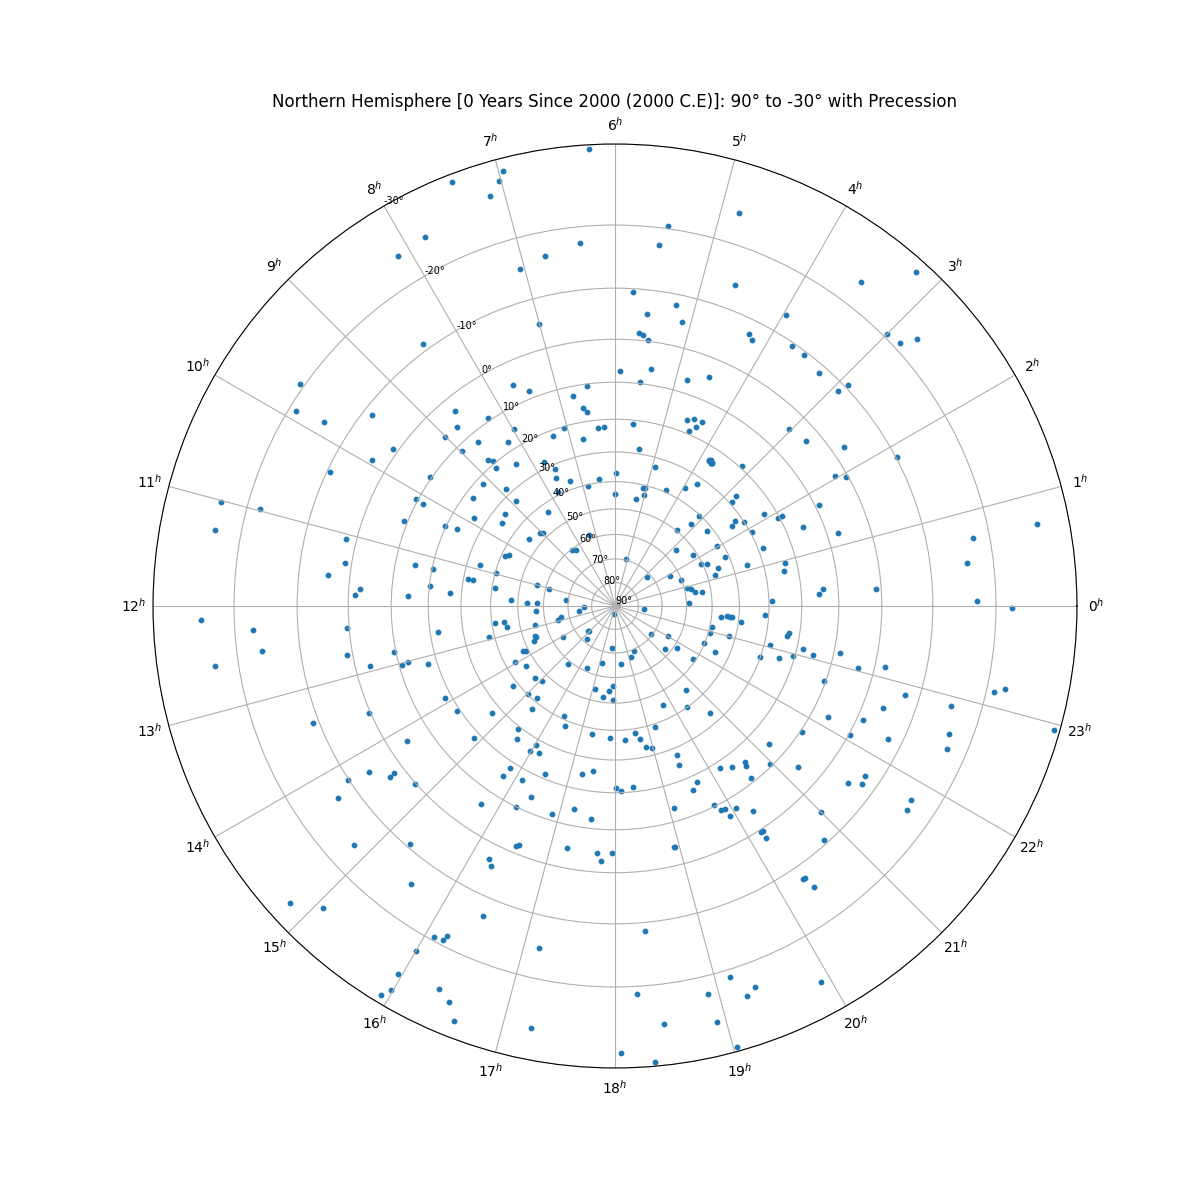 Northern Hemisphere [0 Years Since 2000 (2000 C.E)]: 90° to -30° with Precession
6ʰ
7ʰ 5ʰ
8ʰ 4ʰ
-30°
9ʰ 3ʰ
-20°
-10°
10ʰ 2ʰ
0°
10°
20°
30°
11ʰ 1ʰ
40°
50°
60°
70°
80°
12ʰ 90° 0ʰ
13ʰ 23ʰ
14ʰ 22ʰ
15ʰ 21ʰ
16ʰ 20ʰ
17ʰ 19ʰ
18ʰ